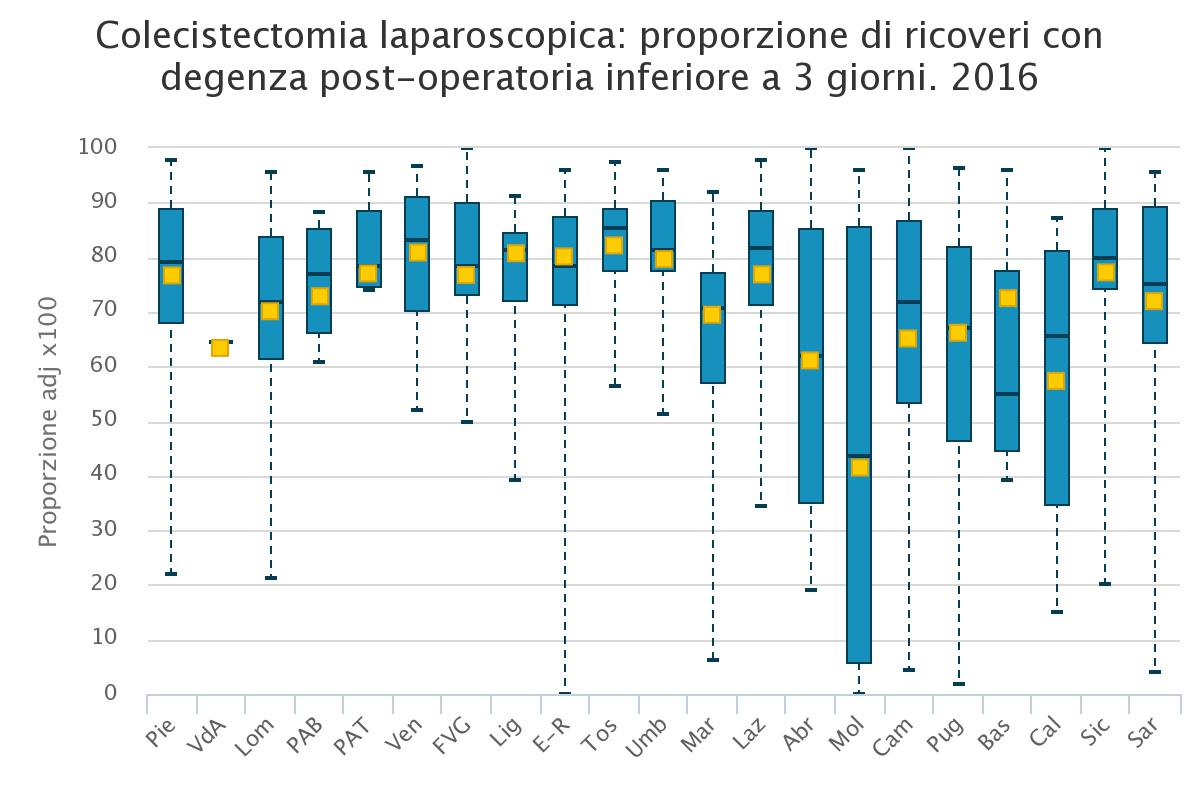 Colecistectomia laparoscopica: proporzione di ricoveri con
degenza post-operatoria inferiore a 3 giorni. 2016
Proporzione adj x100
100
90
80
70
60
50
40
30
20
10
0
Pie VdA Lom PAB PAT Ven FVG Lig E-R Tos Umb Mar Laz Abr Mol Cam Pug Bas Cal Sic Sar